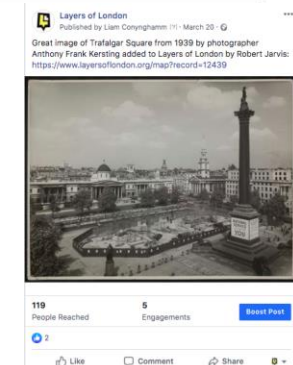 Layers of London
Published by Liam Conyngham [?] · March 20 ·
Great image of Trafalgar Square from 1939 by photographer
Anthony Frank Kersting added to Layers of London by Robert Jarvis:
https://www.layersoflondon.org/map?record=12439
119
5
People Reached
Engagements
Boost Post
2
Like
Comment
Share